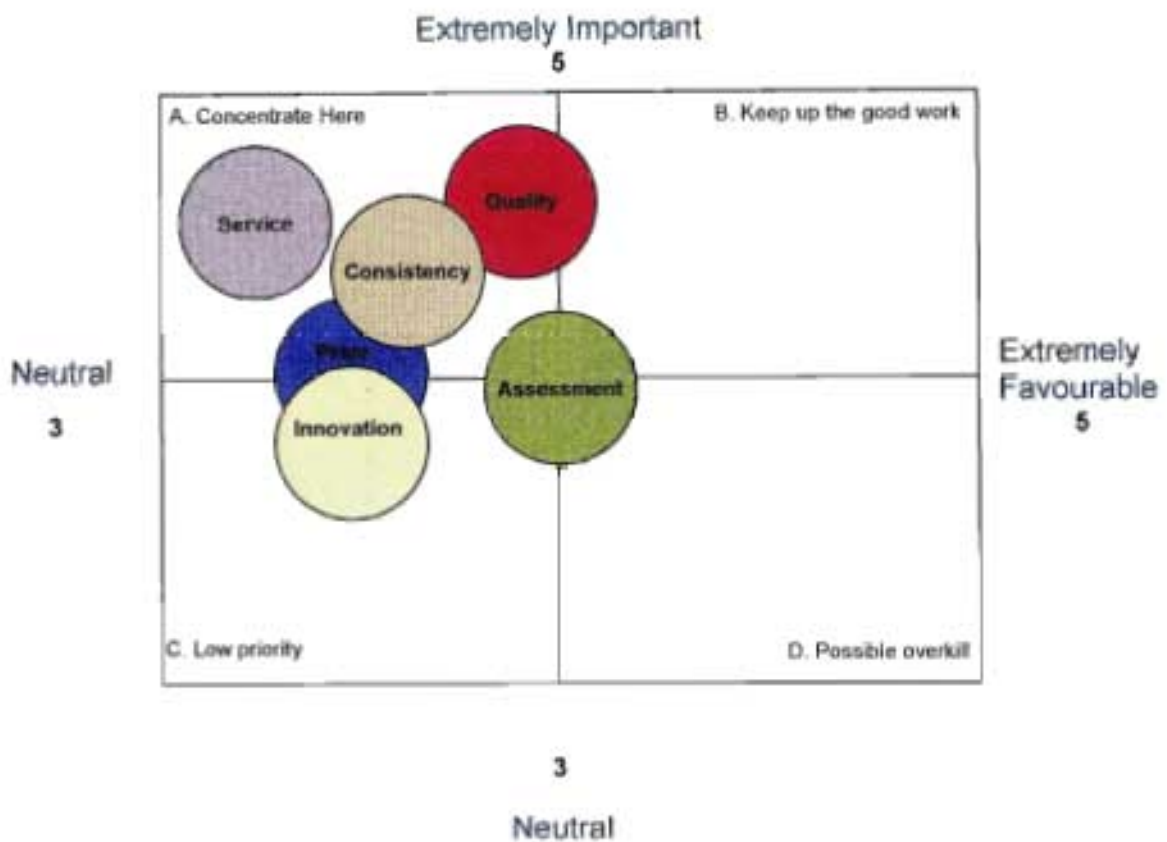 Extremely Important
5
A. Concentrate Here
B. Keep up the good work
Quality
Service
Consistency
Price
Neutral
3
Extremely
Favourable
5
Assessment
Innovation
C. Low priority
D. Possible overkill
3
Neutral